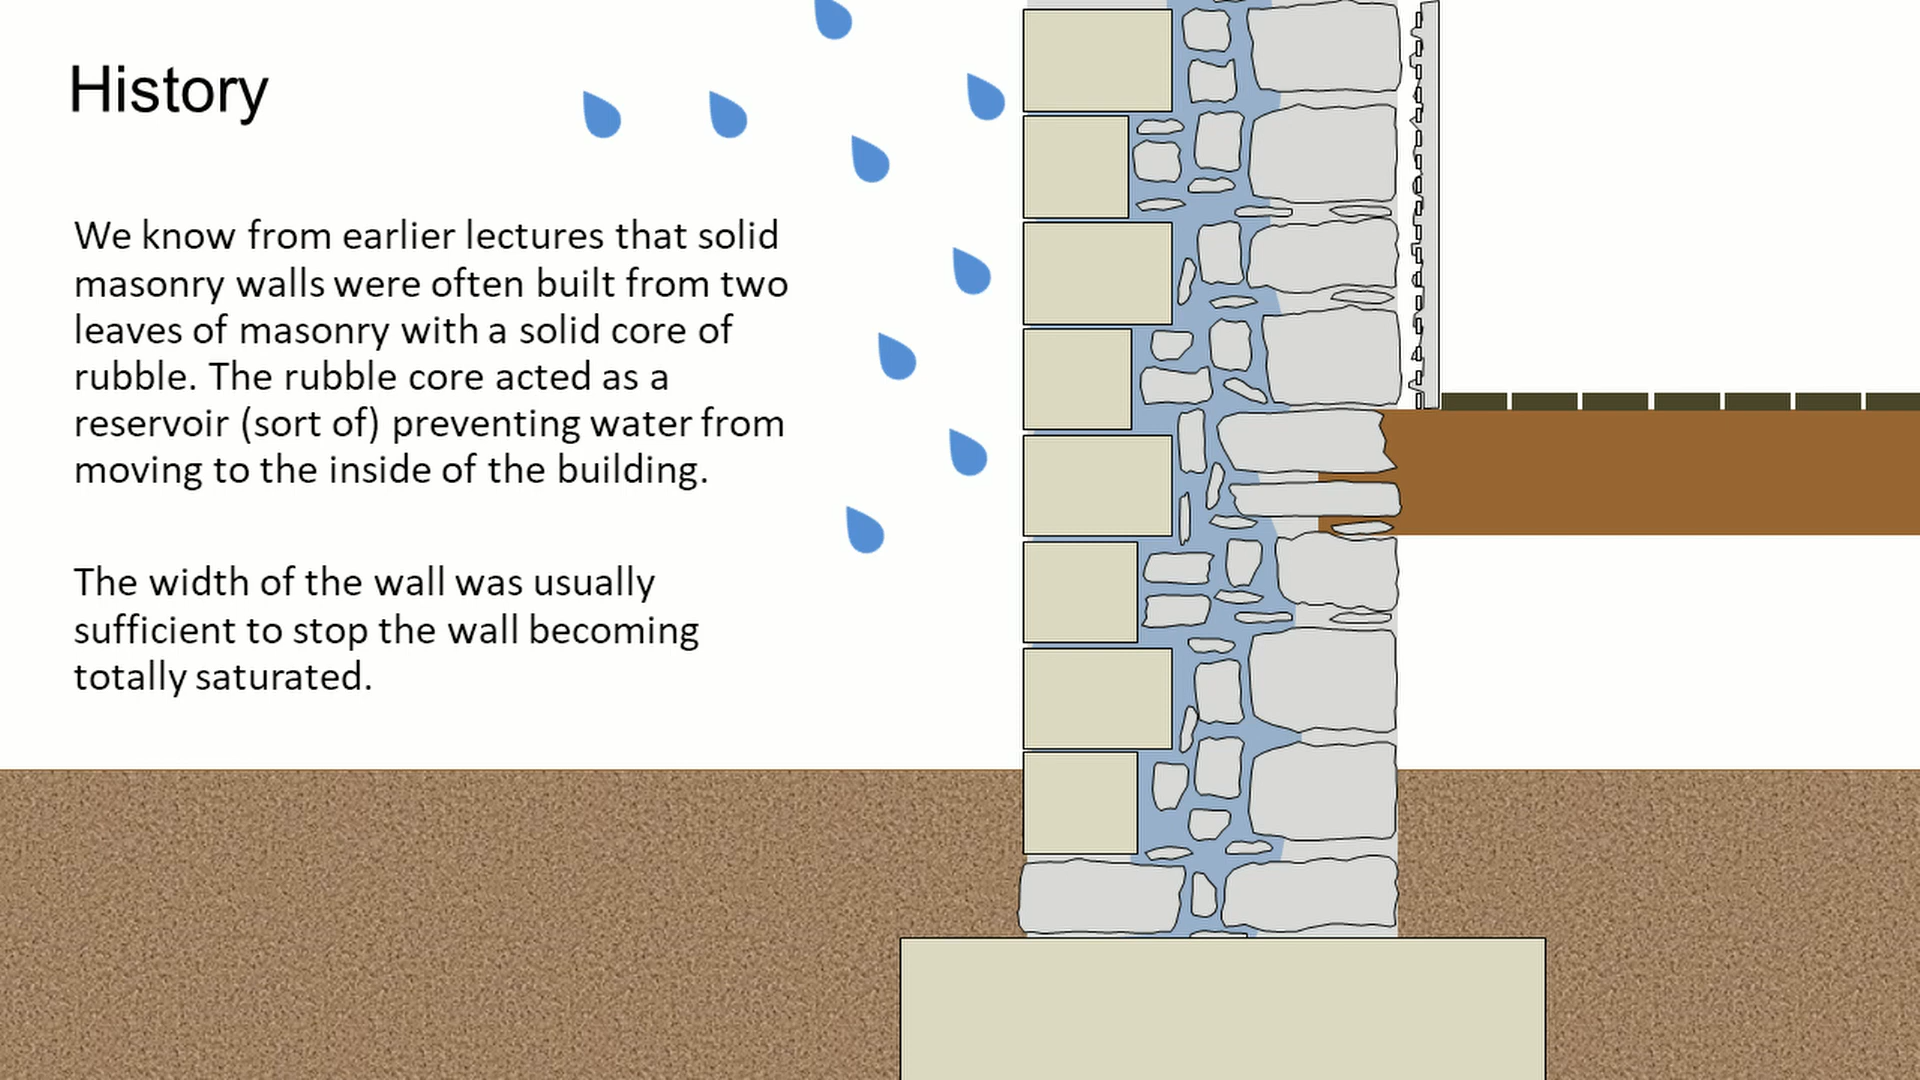 History
We know from earlier lectures that solid
masonry walls were often built from two
leaves of masonry with a solid core of
rubble. The rubble core acted as a
reservoir (sort of) preventing water from
moving to the inside of the building.
The width of the wall was usually
sufficient to stop the wall becoming
totally saturated.